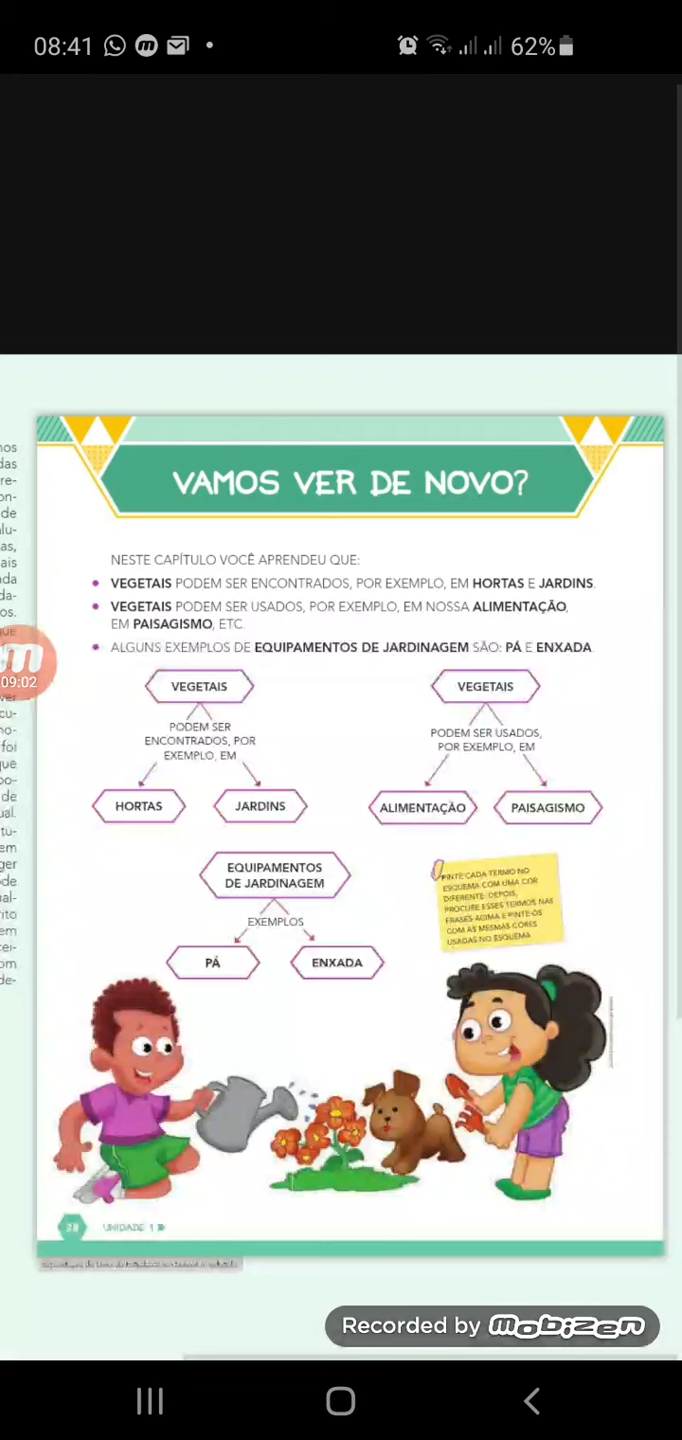 08:41
62%
VAMOS VER DE NOVO?
NESTE CAPÍTULO VOCÊ APRENDEU QUE:
• VEGETAIS PODEM SER ENCONTRADOS, POR EXEMPLO, EM HORTAS E JARDINS.
• VEGETAIS PODEM SER USADOS, POR EXEMPLO, EM NOSSA ALIMENTAÇÃO,
EM PAISAGISMO, ETC.
• ALGUNS EXEMPLOS DE EQUIPAMENTOS DE JARDINAGEM SÃO: PÁ E ENXADA.
09:02
VEGETAIS
PODEM SER
ENCONTRADOS, POR
EXEMPLO, EM
HORTAS
JARDINS
VEGETAIS
PODEM SER USADOS,
POR EXEMPLO, EM
ALIMENTAÇÃO
PAISAGISMO
EQUIPAMENTOS
DE JARDINAGEM
EXEMPLOS
PÁ
ENXADA
PINTE CADA TERMO NO
ESQUEMA COM UMA COR
DIFERENTE. DEPOIS,
PROCURE ESSES TERMOS NAS
FRASES ACIMA E PINTE-OS
COM AS MESMAS CORES
USADAS NO ESQUEMA.
28
UNIDADE 1
Recorded by mobizen